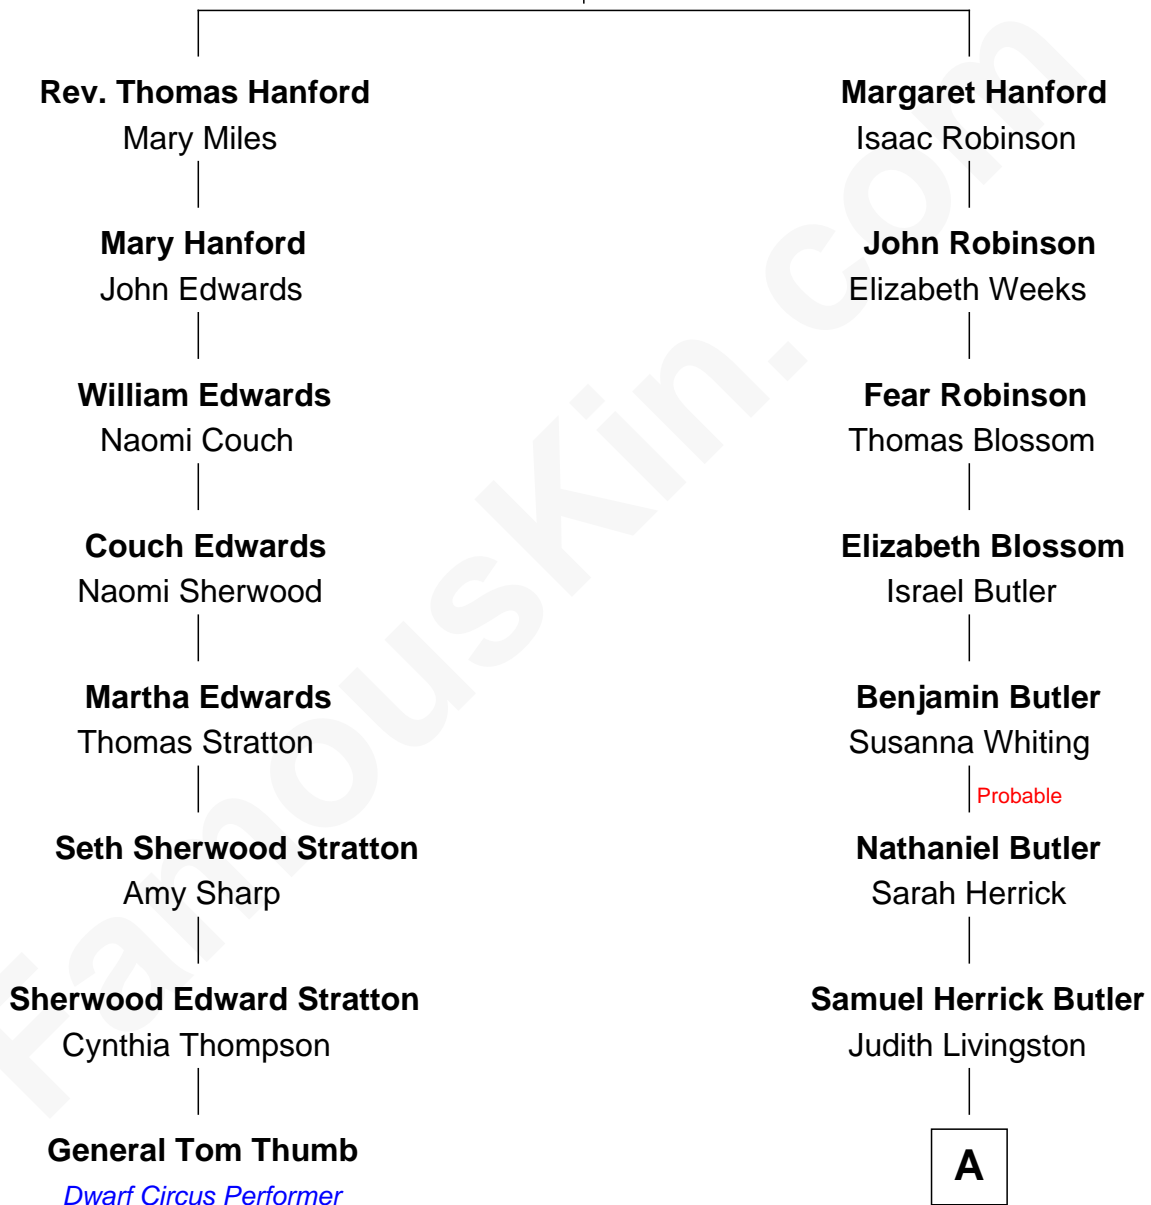 Rev. Thomas Hanford
Mary Miles
Mary Hanford
John Edwards
William Edwards
Naomi Couch
Couch Edwards
Naomi Sherwood
Martha Edwards
Thomas Stratton
Seth Sherwood Stratton
Amy Sharp
Sherwood Edward Stratton
Cynthia Thompson
General Tom Thumb
Dwarf Circus Performer
Margaret Hanford
Isaac Robinson
John Robinson
Elizabeth Weeks
Fear Robinson
Thomas Blossom
Elizabeth Blossom
Israel Butler
Benjamin Butler
Susanna Whiting
Probable
Nathaniel Butler
Sarah Herrick
Samuel Herrick Butler
Judith Livingston
A
FamousKin.com